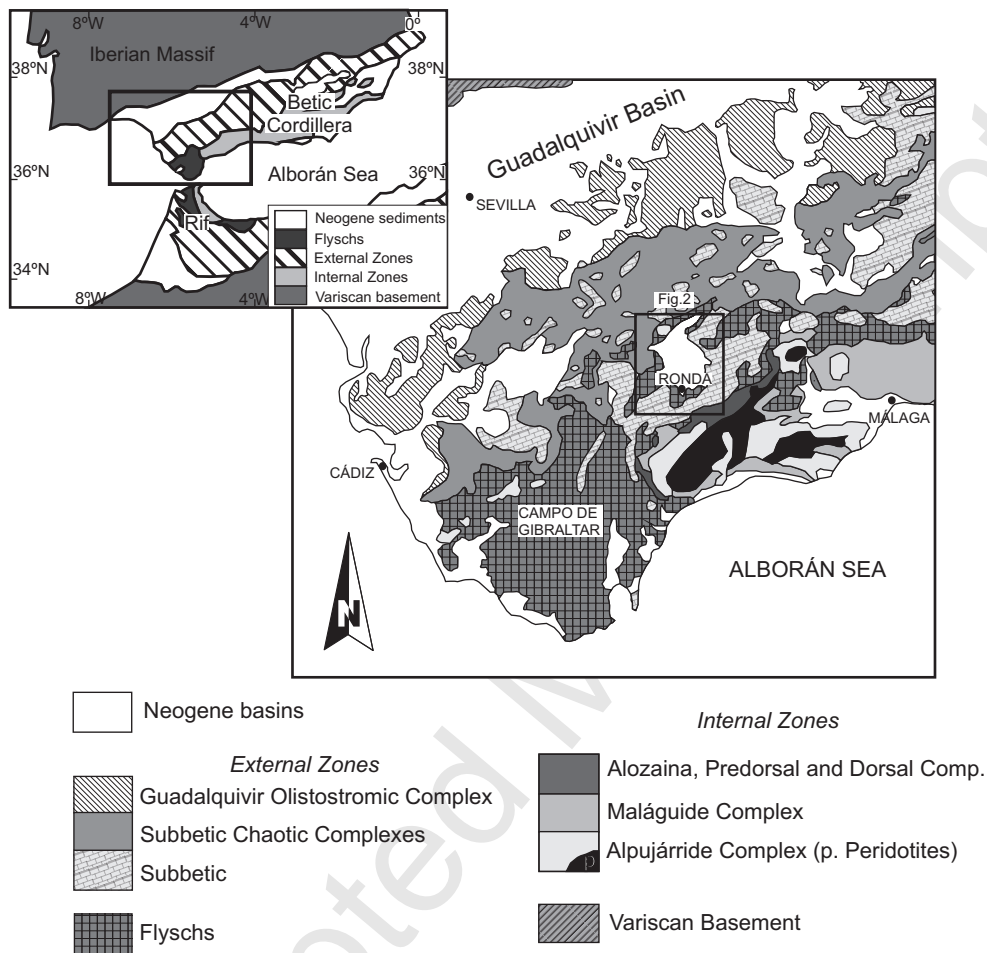 8ºW
4ºW
0º
Iberian Massif
38ºN
38ºN
Betic
Cordillera
36ºN
36ºN
Alborán Sea
Rif
34ºN
8ºW
4ºW
Neogene sediments
Flyschs
External Zones
Internal Zones
Variscan basement
Guadalquivir Basin
SEVILLA
Fig.2
RONDA
MÁLAGA
CÁDIZ
CAMPO DE
GIBRALTAR
ALBORÁN SEA
N
Neogene basins
Internal Zones
External Zones
Guadalquivir Olistostromic Complex
Subbetic Chaotic Complexes
Subbetic
Flyschs
Alozaina, Predorsal and Dorsal Comp.
Maláguide Complex
p
Alpujárride Complex (p. Peridotites)
Variscan Basement